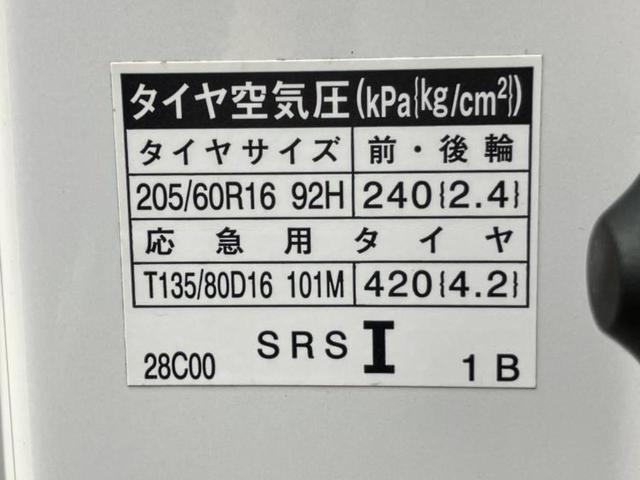 タイヤ空気圧(kPa{kg/cm²})
タイヤサイズ 前・後輪
205/60R16 92H 240{2.4}
応急用タイヤ
T135/80D16 101M 420{4.2}
28C00 SRS I 1B